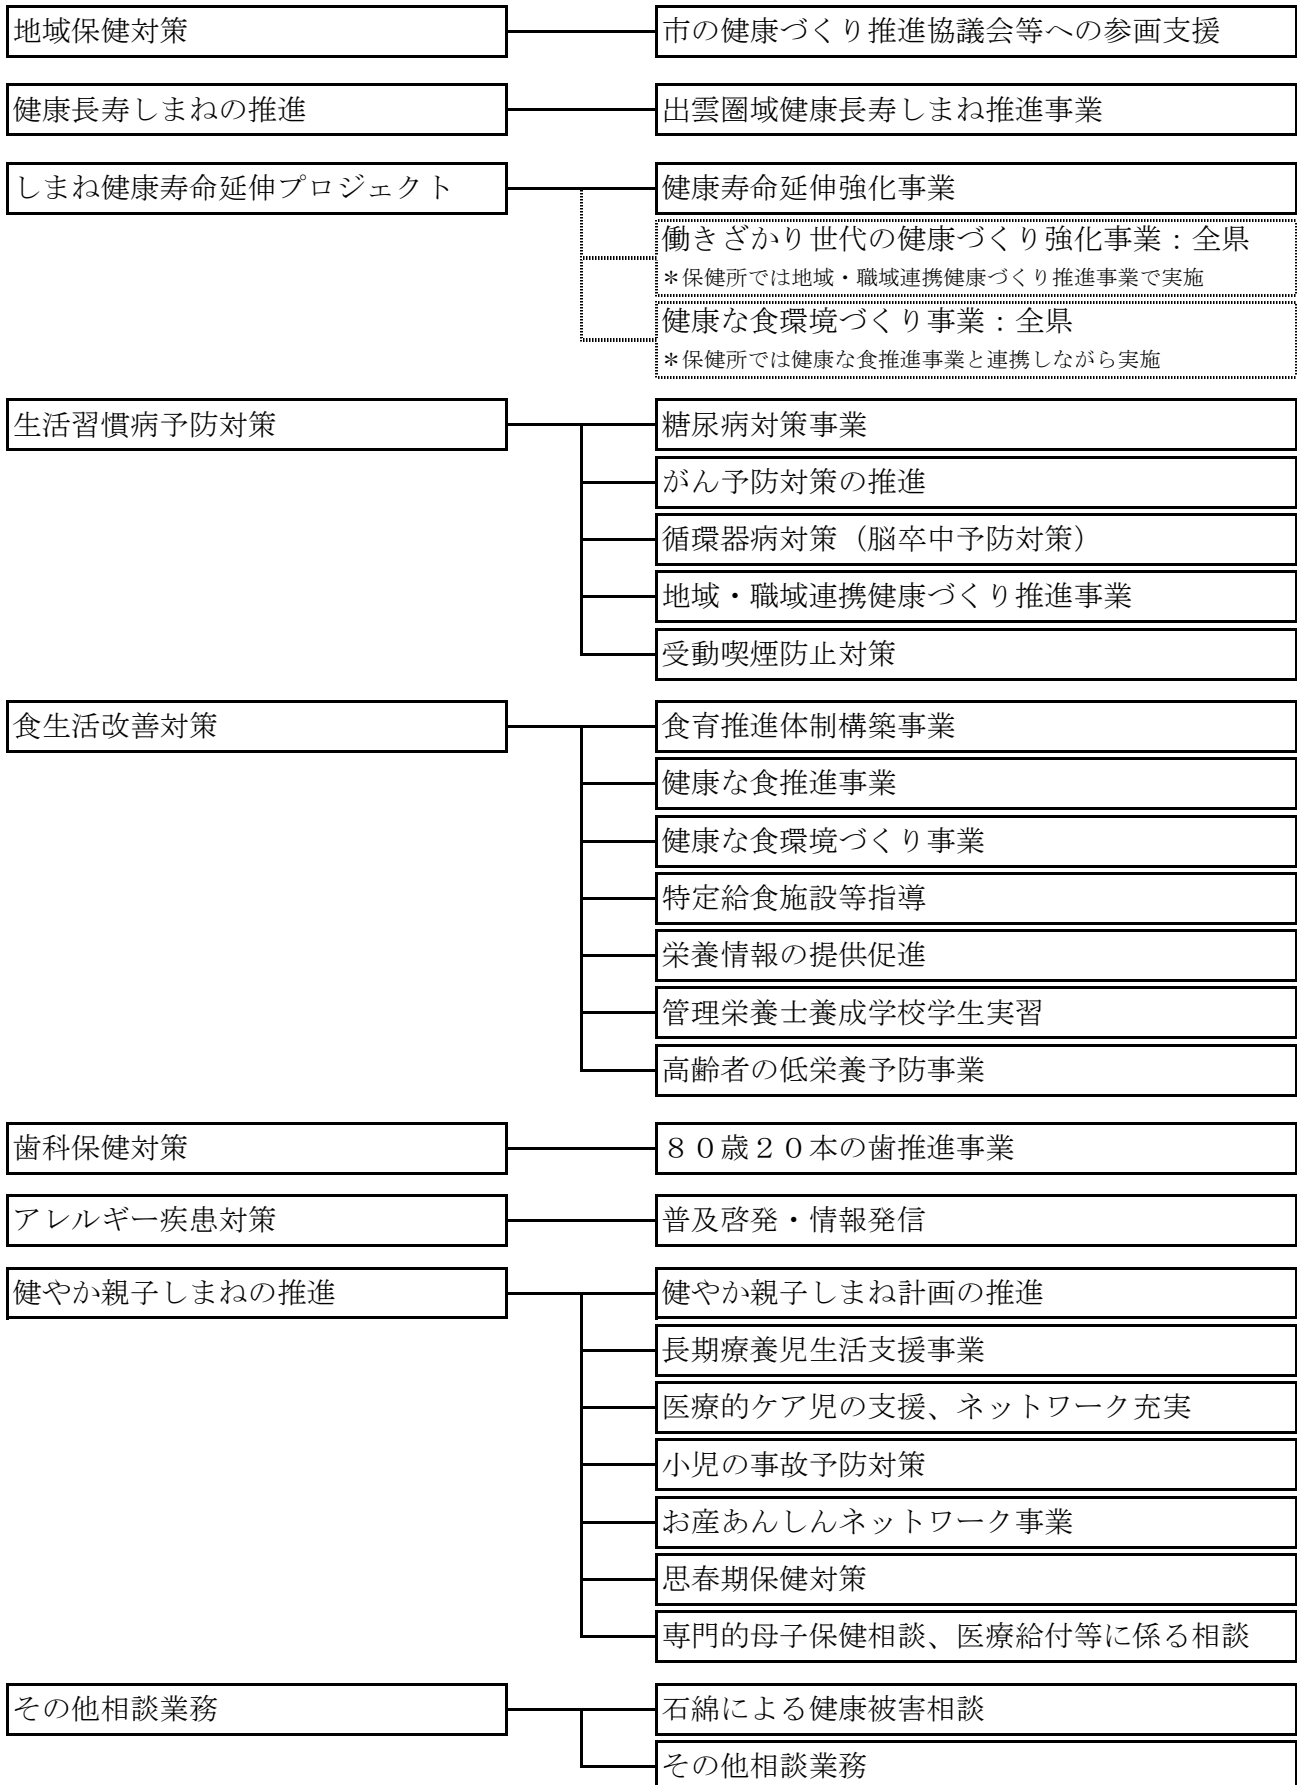 地域保健対策
市の健康づくり推進協議会等への参画支援
健康長寿しまねの推進
出雲圏域健康長寿しまね推進事業
しまね健康寿命延伸プロジェクト
健康寿命延伸強化事業
働きざかり世代の健康づくり強化事業：全県
＊保健所では地域・職域連携健康づくり推進事業で実施
健康な食環境づくり事業：全県
＊保健所では健康な食推進事業と連携しながら実施
生活習慣病予防対策
糖尿病対策事業
がん予防対策の推進
循環器病対策（脳卒中予防対策）
地域・職域連携健康づくり推進事業
受動喫煙防止対策
食生活改善対策
食育推進体制構築事業
健康な食推進事業
健康な食環境づくり事業
特定給食施設等指導
栄養情報の提供促進
管理栄養士養成学校学生実習
高齢者の低栄養予防事業
歯科保健対策
８０歳２０本の歯推進事業
アレルギー疾患対策
普及啓発・情報発信
健やか親子しまねの推進
健やか親子しまね計画の推進
長期療養児生活支援事業
医療的ケア児の支援、ネットワーク充実
小児の事故予防対策
お産あんしんネットワーク事業
思春期保健対策
専門的母子保健相談、医療給付等に係る相談
その他相談業務
石綿による健康被害相談
その他相談業務